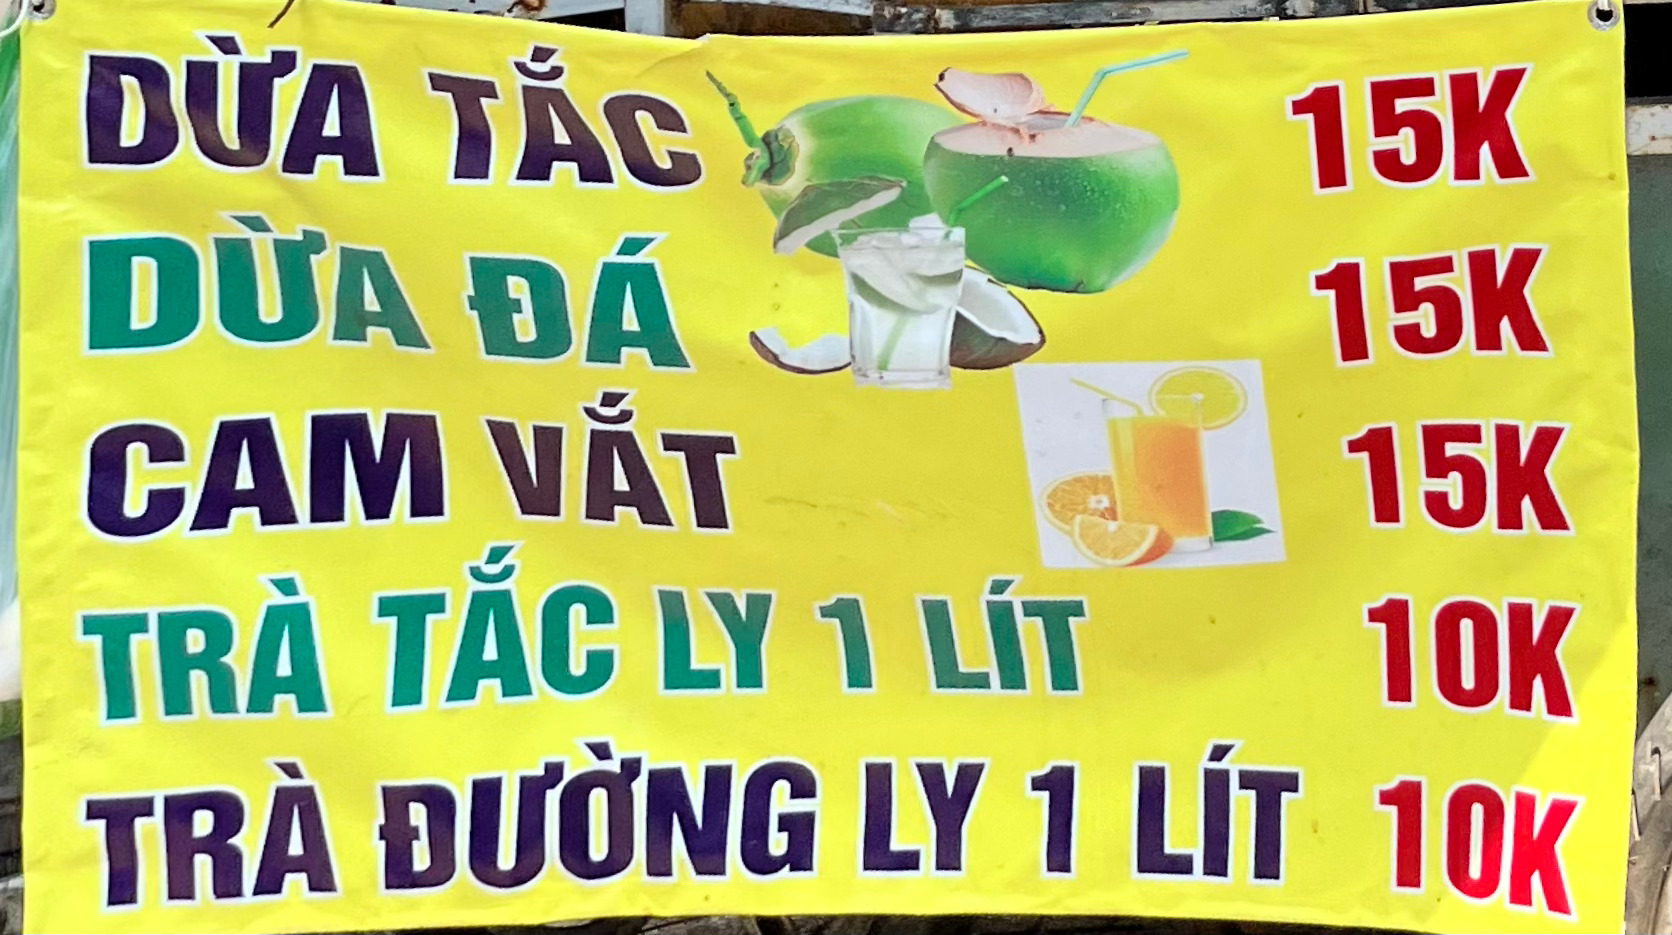 DỪA TẮC 15K
DỪA ĐÁ 15K
CAM VẮT 15K
TRÀ TẮC LY 1 LÍT 10K
TRÀ ĐƯỜNG LY 1 LÍT 10K